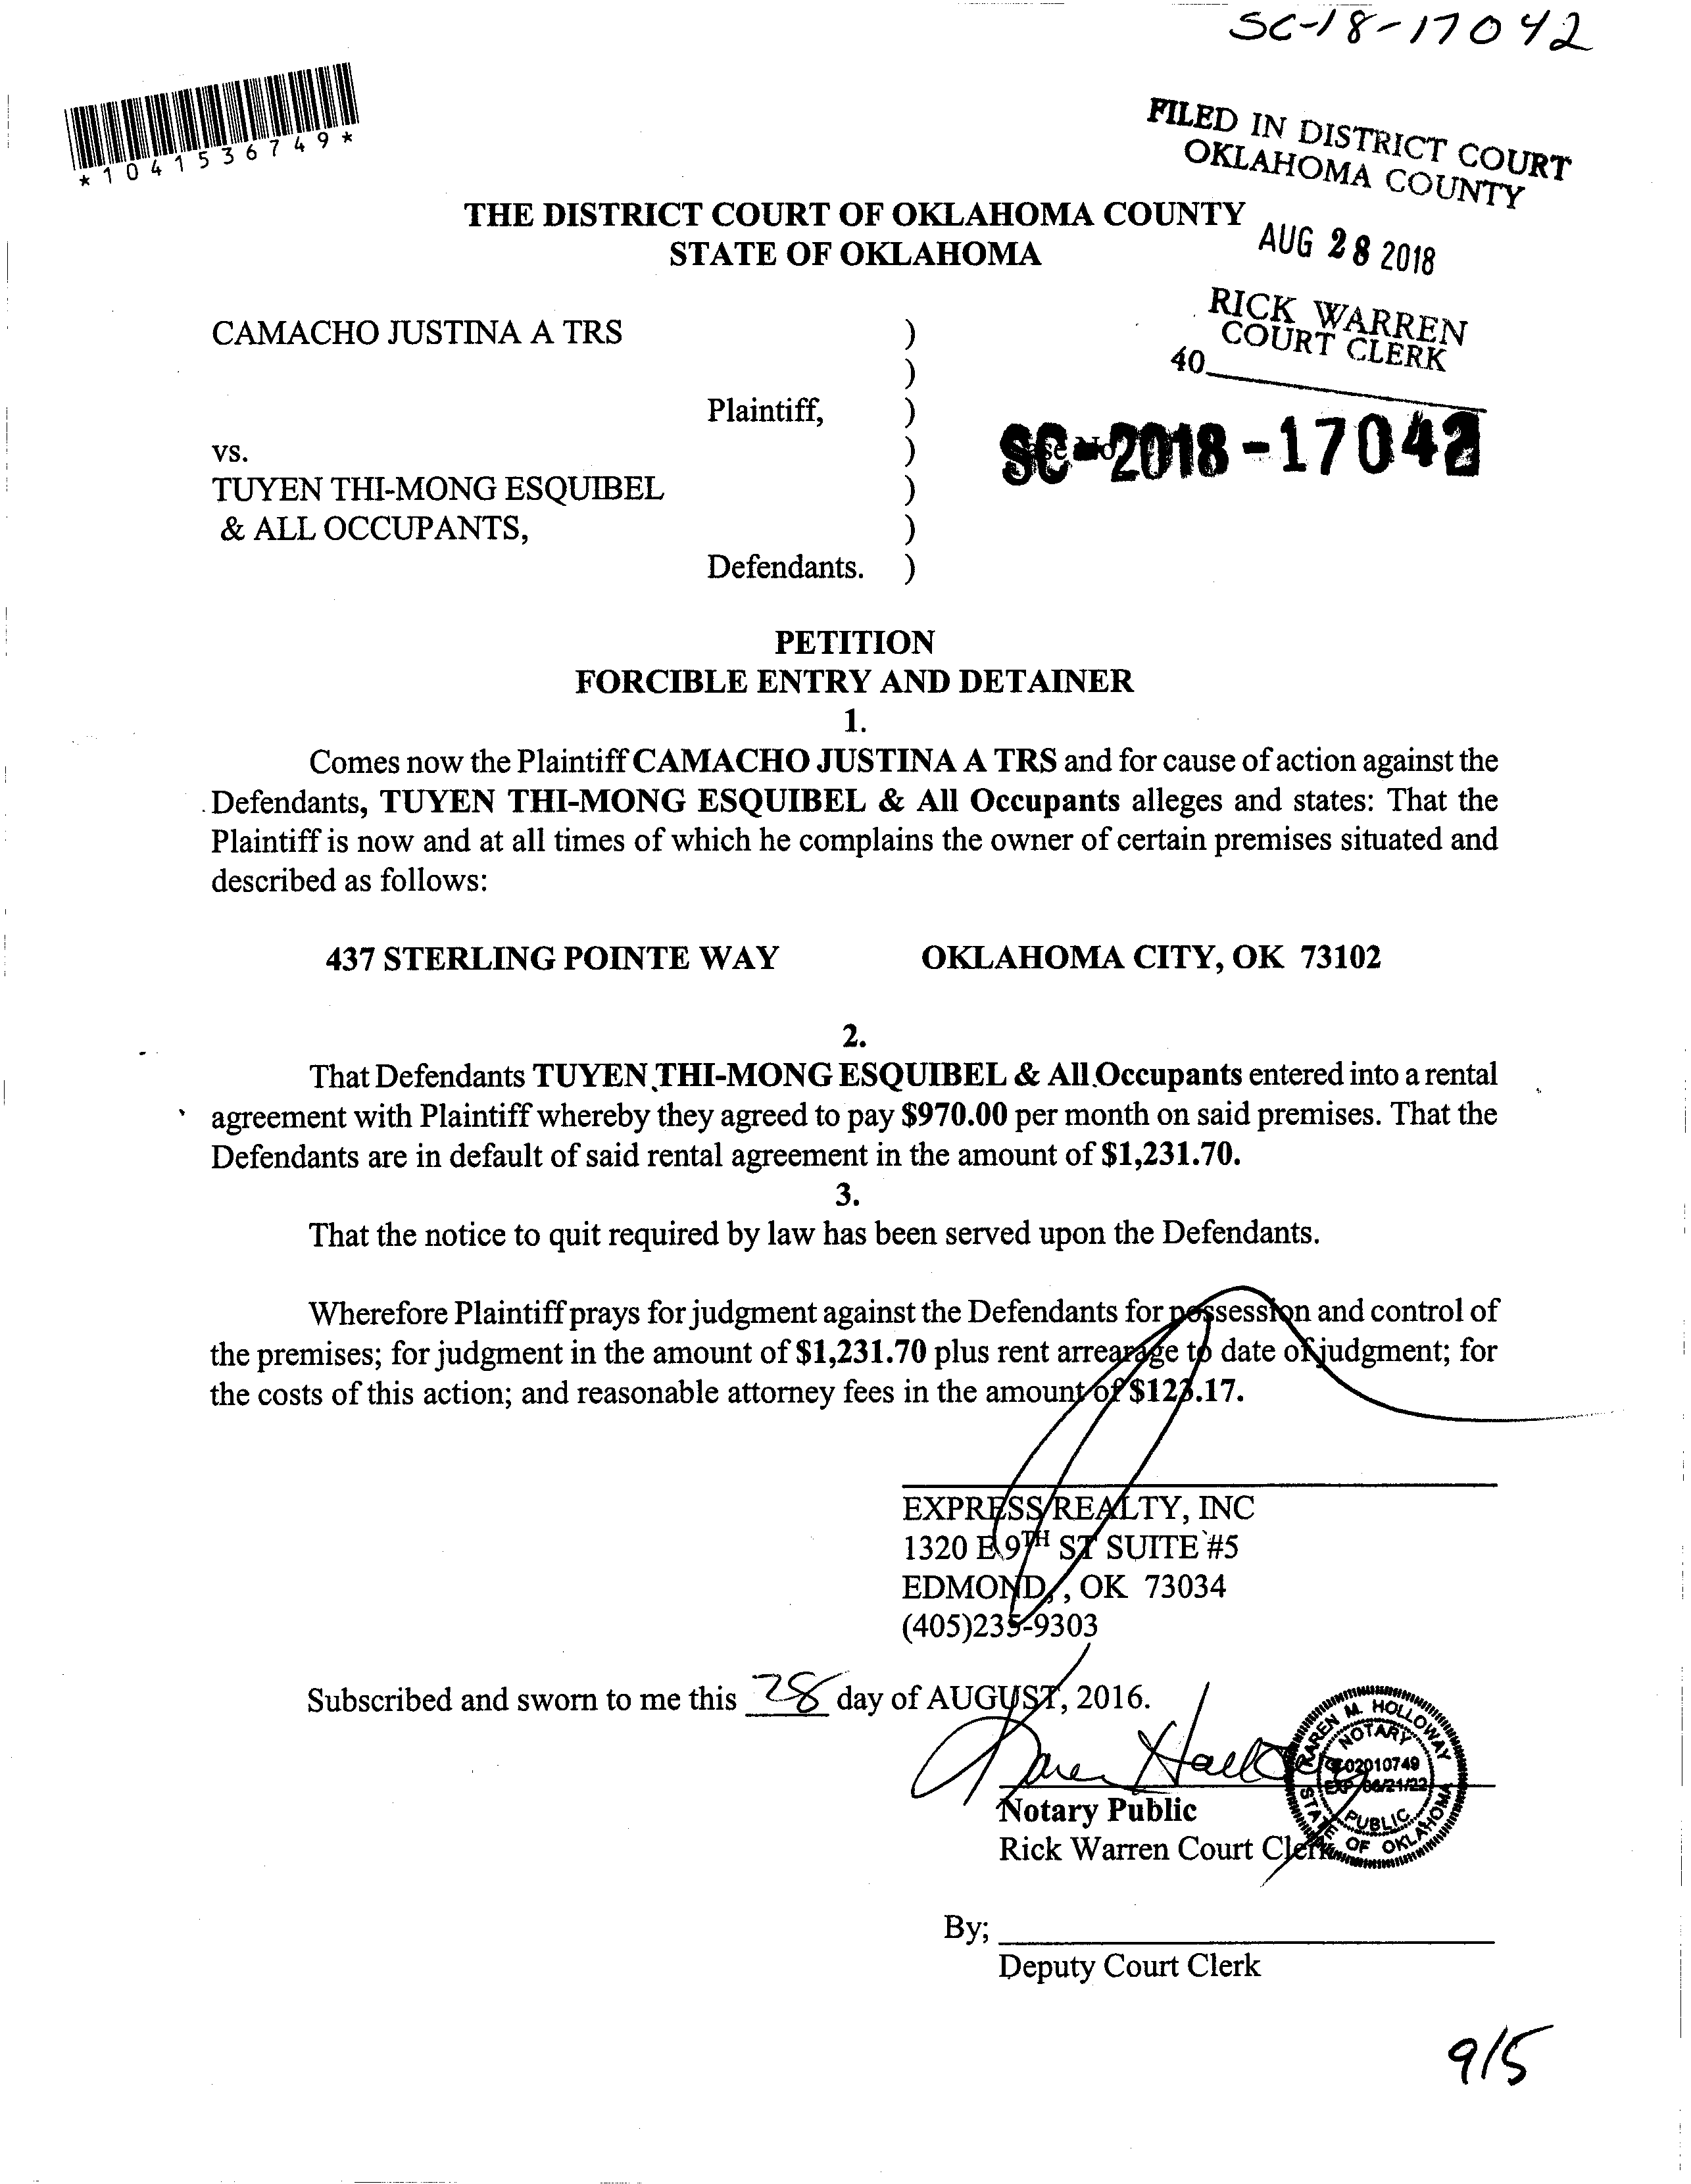 SC-18-17042
*1041536749*
FILED IN DISTRICT COURT
OKLAHOMA COUNTY
THE DISTRICT COURT OF OKLAHOMA COUNTY
STATE OF OKLAHOMA
AUG 28 2018
RICK WARREN
COURT CLERK
40
CAMACHO JUSTINA A TRS )
)
Plaintiff, )
SC-2018-17042
vs. )
TUYEN THI-MONG ESQUIBEL )
& ALL OCCUPANTS, )
Defendants. )
PETITION
FORCIBLE ENTRY AND DETAINER
1.
Comes now the Plaintiff CAMACHO JUSTINA A TRS and for cause of action against the
Defendants, TUYEN THI-MONG ESQUIBEL & All Occupants alleges and states: That the
Plaintiff is now and at all times of which he complains the owner of certain premises situated and
described as follows:
437 STERLING POINTE WAY OKLAHOMA CITY, OK 73102
2.
That Defendants TUYEN THI-MONG ESQUIBEL & All Occupants entered into a rental
agreement with Plaintiff whereby they agreed to pay $970.00 per month on said premises. That the
Defendants are in default of said rental agreement in the amount of $1,231.70.
3.
That the notice to quit required by law has been served upon the Defendants.
Wherefore Plaintiff prays for judgment against the Defendants for possession and control of
the premises; for judgment in the amount of $1,231.70 plus rent arrearage to date of judgment; for
the costs of this action; and reasonable attorney fees in the amount of $123.17.
EXPRESS REALTY, INC
1320 E 9TH ST SUITE #5
EDMOND, , OK 73034
(405)235-9303
Subscribed and sworn to me this 28 day of AUGUST, 2016.
KAREN M. HOLLOWAY
NOTARY
02010749
EXP. 06/21/22
PUBLIC
STATE OF OKLAHOMA
Notary Public
Rick Warren Court Clerk
By;
Deputy Court Clerk
9/5